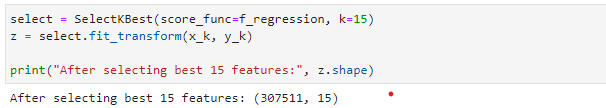 select = SelectKBest(score_func=f_regression, k=15)
z = select.fit_transform(x_k, y_k)
print("After selecting best 15 features:", z.shape)
After selecting best 15 features: (307511, 15)